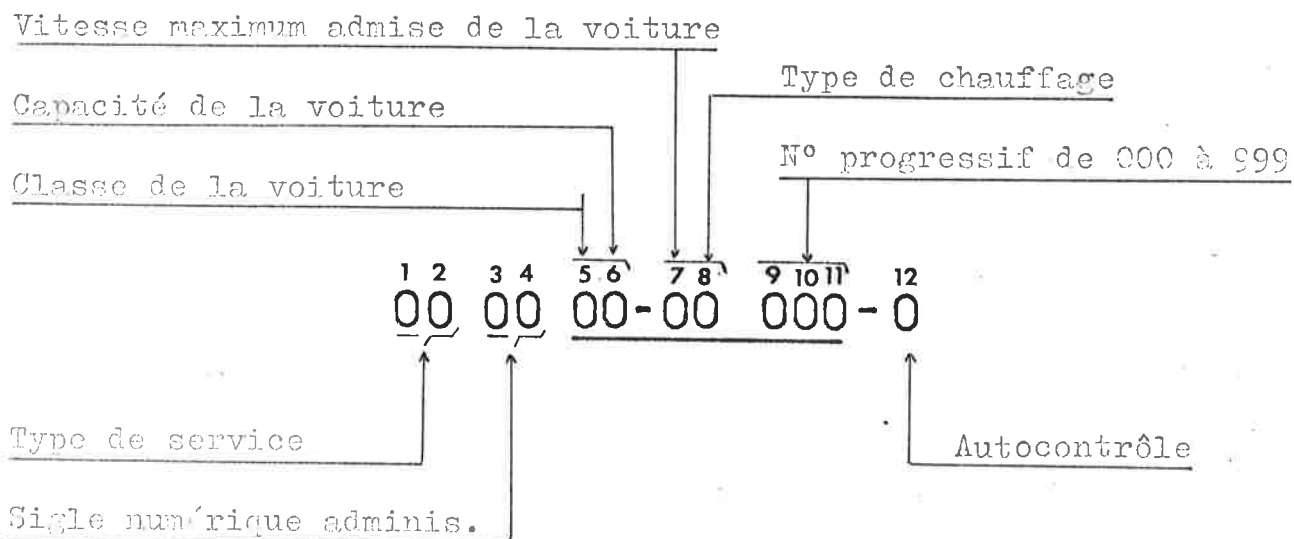 Vitesse maximum admise de la voiture
Type de chauffage
Capacité de la voiture
Nº progressif de 000 à 999
Classe de la voiture
1 2 3 4 5 6 7 8 9 10 11 12
00 00 00-00 000-0
Type de service
Autocontrôle
Sigle numérique adminis.